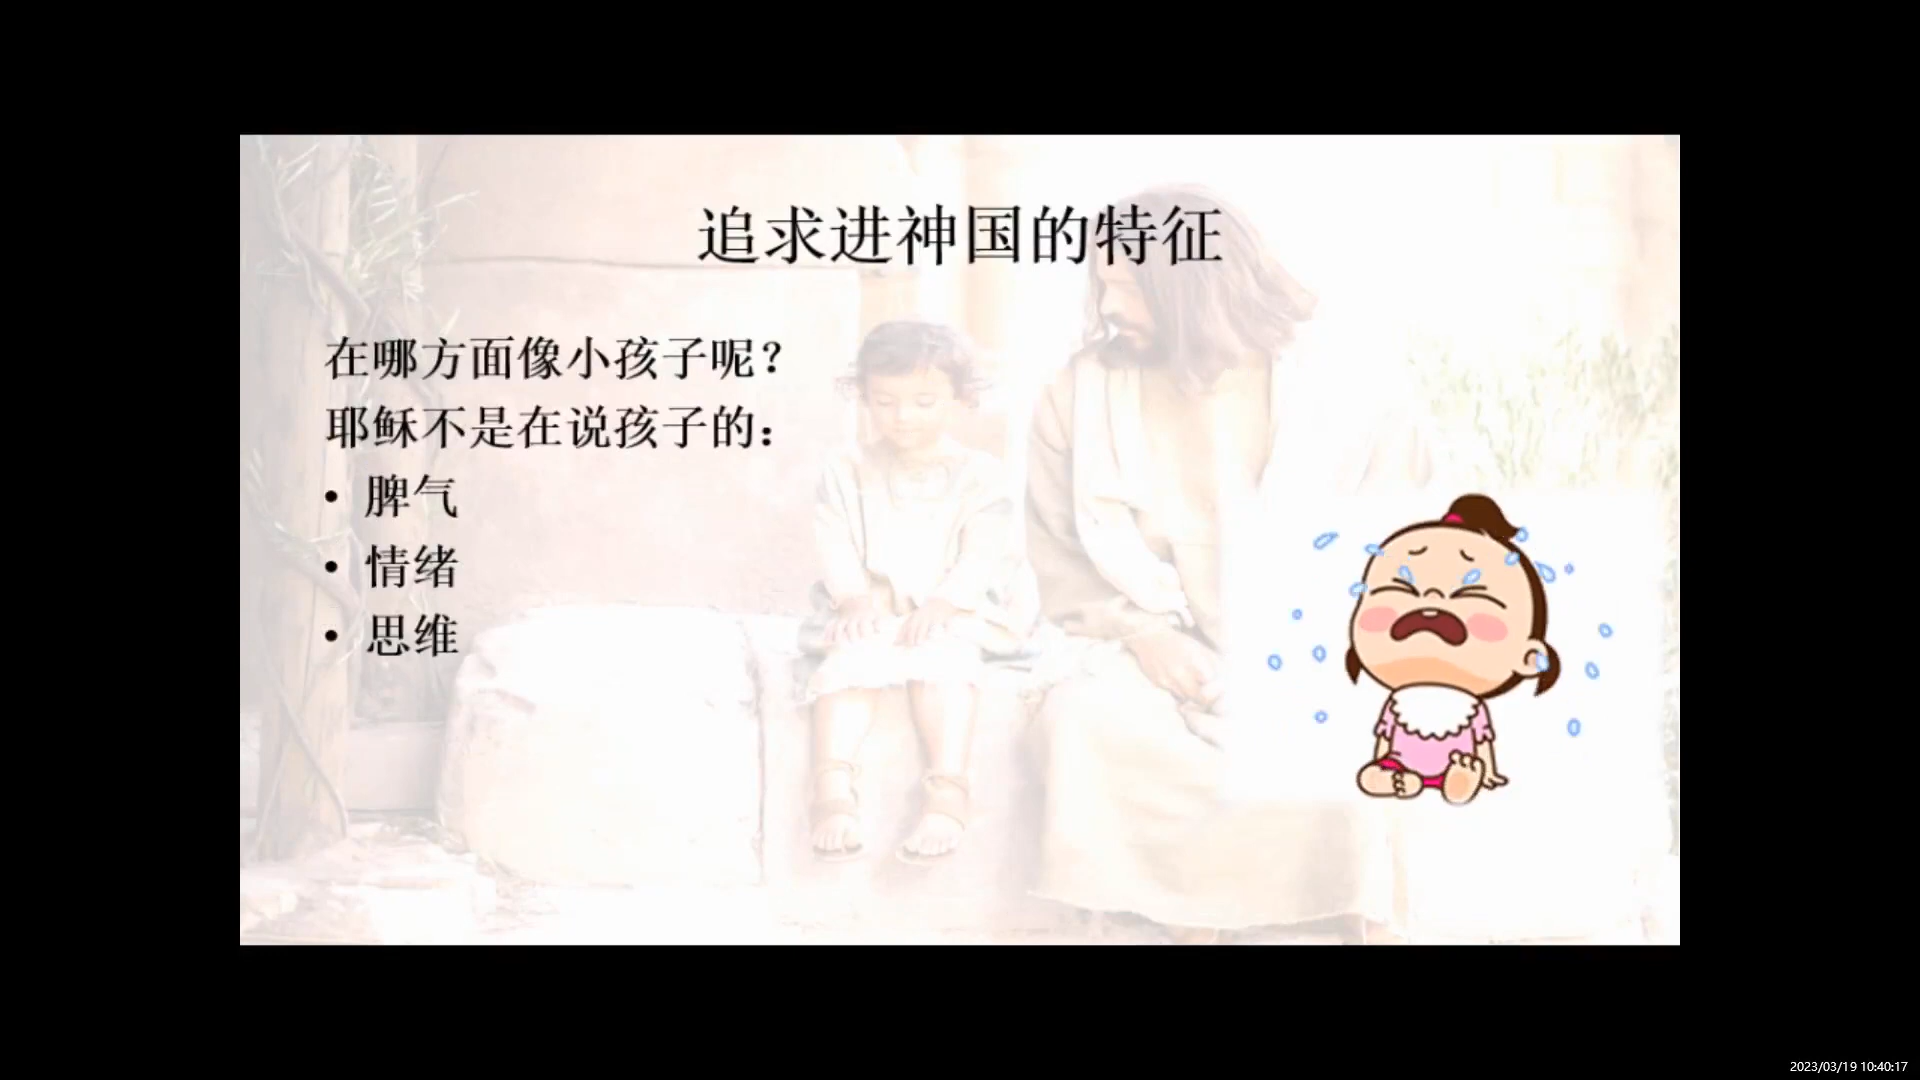 追求进神国的特征
在哪方面像小孩子呢？
耶稣不是在说孩子的：
• 脾气
• 情绪
• 思维
2023/03/19 10:40:17